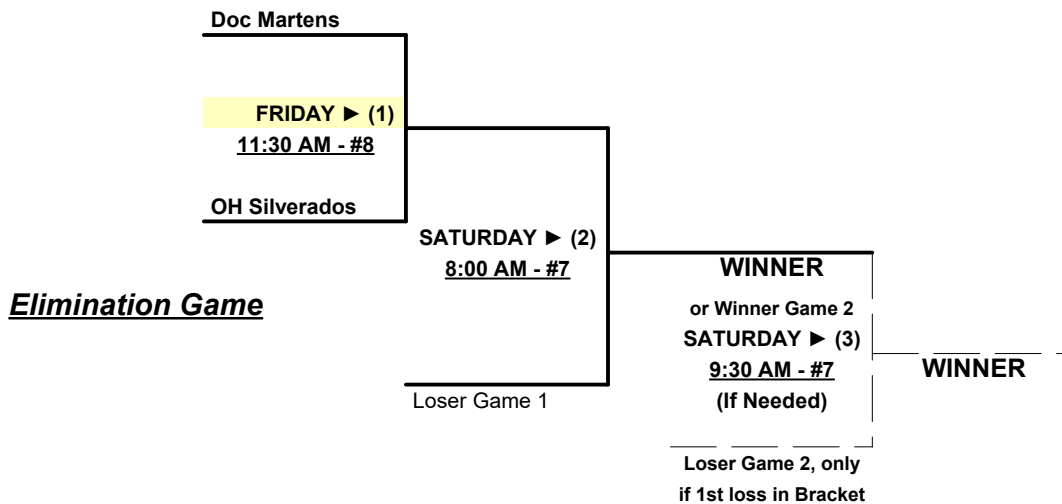 Doc Martens
FRIDAY ► (1)
11:30 AM - #8
OH Silverados
SATURDAY ► (2)
8:00 AM - #7
WINNER
Elimination Game
or Winner Game 2
SATURDAY ► (3)
9:30 AM - #7
WINNER
(If Needed)
Loser Game 1
Loser Game 2, only
if 1st loss in Bracket